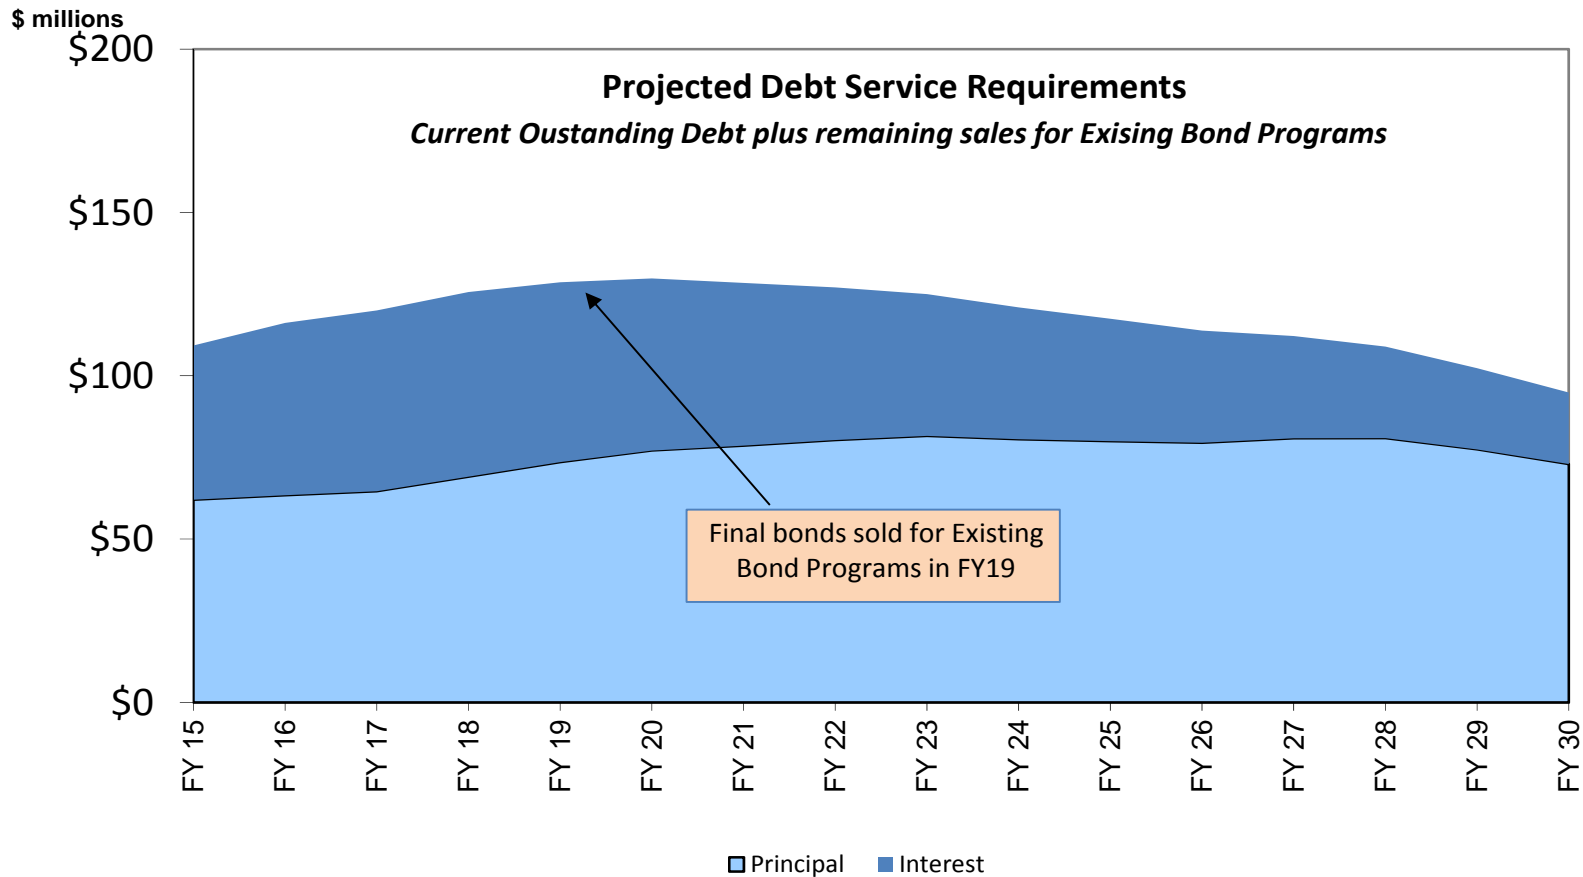 $ millions
$200
Projected Debt Service Requirements
Current Oustanding Debt plus remaining sales for Exising Bond Programs
$150
$100
$50
Final bonds sold for Existing
Bond Programs in FY19
$0
FY 15
FY 16
FY 17
FY 18
FY 19
FY 20
FY 21
FY 22
FY 23
FY 24
FY 25
FY 26
FY 27
FY 28
FY 29
FY 30
Principal
Interest